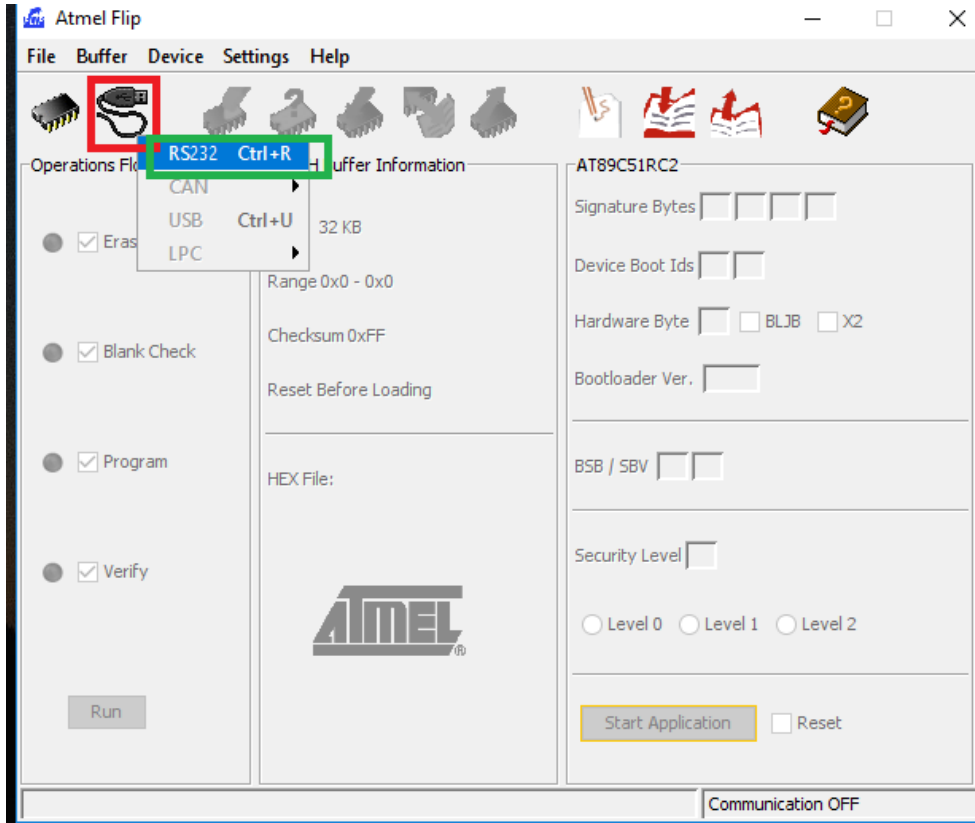 Atmel Flip
File Buffer Device Settings Help
RS232 Ctrl+R
CAN
USB Ctrl+U
LPC
Operations Flo
Eras
Blank Check
Program
Verify
Run
H Buffer Information
32 KB
Range 0x0 - 0x0
Checksum 0xFF
Reset Before Loading
HEX File:
ATMEL
®
AT89C51RC2
Signature Bytes
Device Boot Ids
Hardware Byte BLJB X2
Bootloader Ver.
BSB / SBV
Security Level
Level 0 Level 1 Level 2
Start Application Reset
Communication OFF